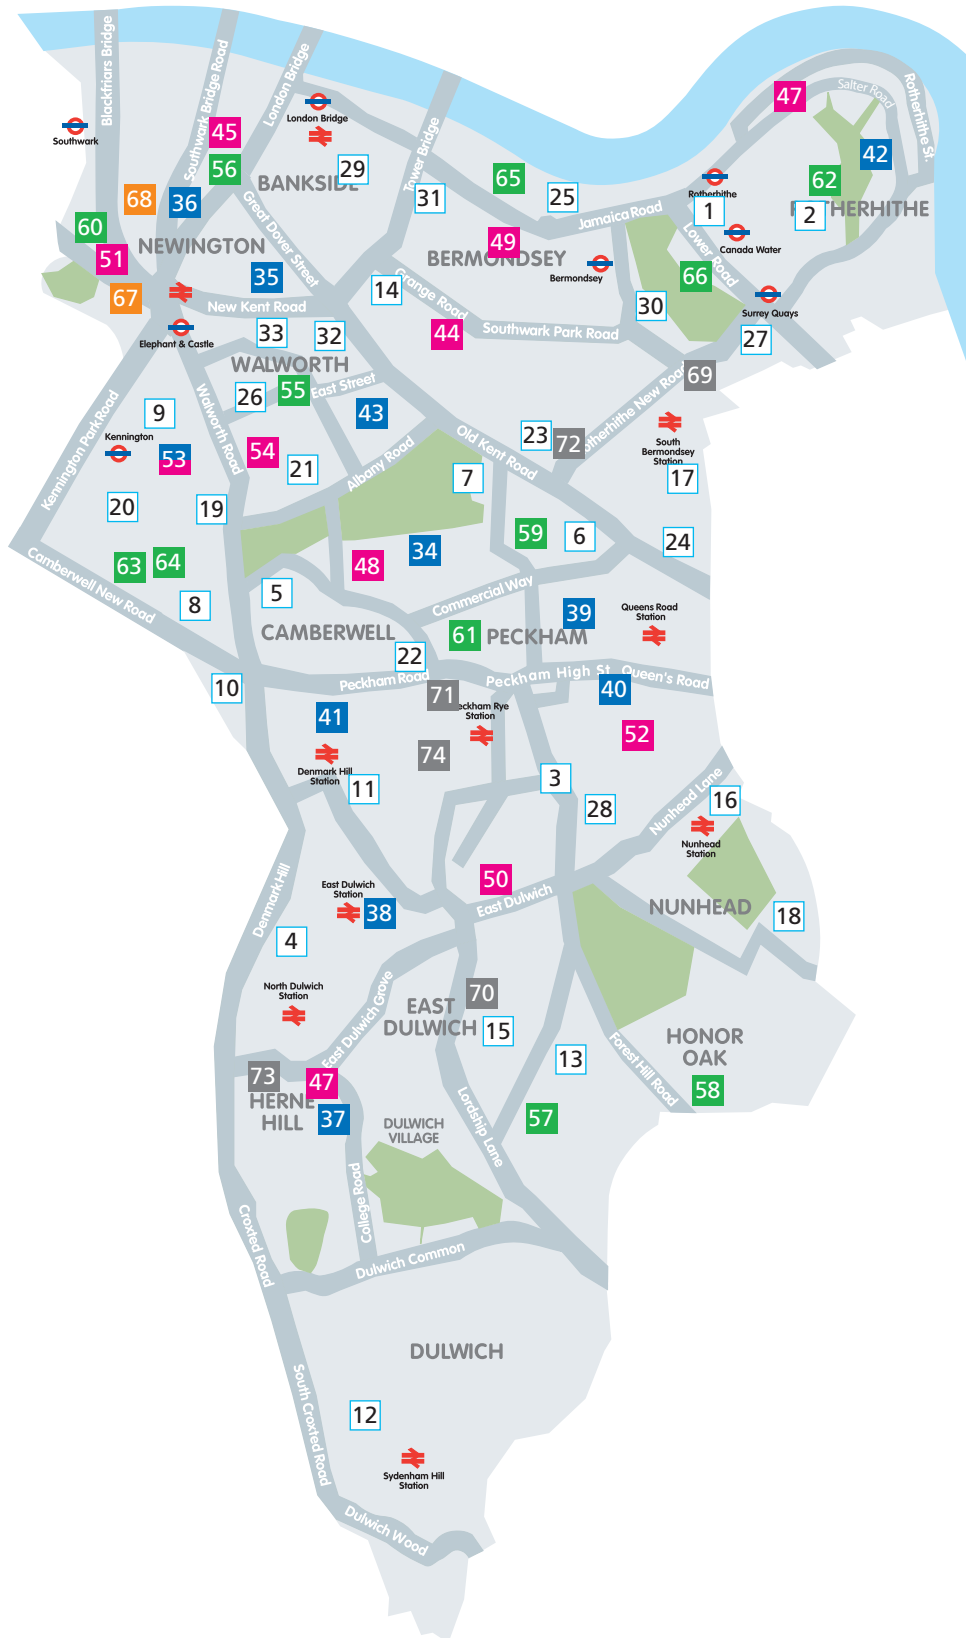 Blackfriars Bridge
Southwark Bridge Road
London Bridge
Tower Bridge
London Bridge
Southwark
45
56
29
BANKSIDE
68
36
31
65
25
47
Salter Road
Rotherhithe St.
42
62
Rotherhithe
1
2
ROTHERHITHE
60
51
NEWINGTON
Great Dover Street
Jamaica Road
49
BERMONDSEY
Bermondsey
Canada Water
Lower Road
66
67
35
New Kent Road
14
Grange Road
30
Surrey Quays
27
Elephant & Castle
33
32
44
Southwark Park Road
WALWORTH
55
East Street
26
43
69
Rotherhithe New Road
9
Kennington Park Road
Kennington
53
Walworth Road
54
21
Albany Road
Old Kent Road
23
72
South
Bermondsey
Station
17
7
20
19
59
6
24
34
48
63
64
Camberwell New Road
8
5
Commercial Way
39
Queens Road
Station
CAMBERWELL
61
PECKHAM
22
10
Peckham Road
Peckham High St
Queen's Road
71
40
Peckham Rye
Station
41
52
74
Denmark Hill
Station
11
3
28
Nunhead Lane
16
Nunhead
Station
50
East Dulwich
Denmark Hill
East Dulwich
Station
38
NUNHEAD
18
4
North Dulwich
Station
East Dulwich Grove
70
EAST
DULWICH
15
13
HONOR
OAK
Forest Hill Road
58
73
47
HERNE
HILL
37
DULWICH
VILLAGE
Lordship Lane
57
College Road
Croxted Road
Dulwich Common
DULWICH
South Croxted Road
12
Sydenham Hill
Station
Dulwich Wood